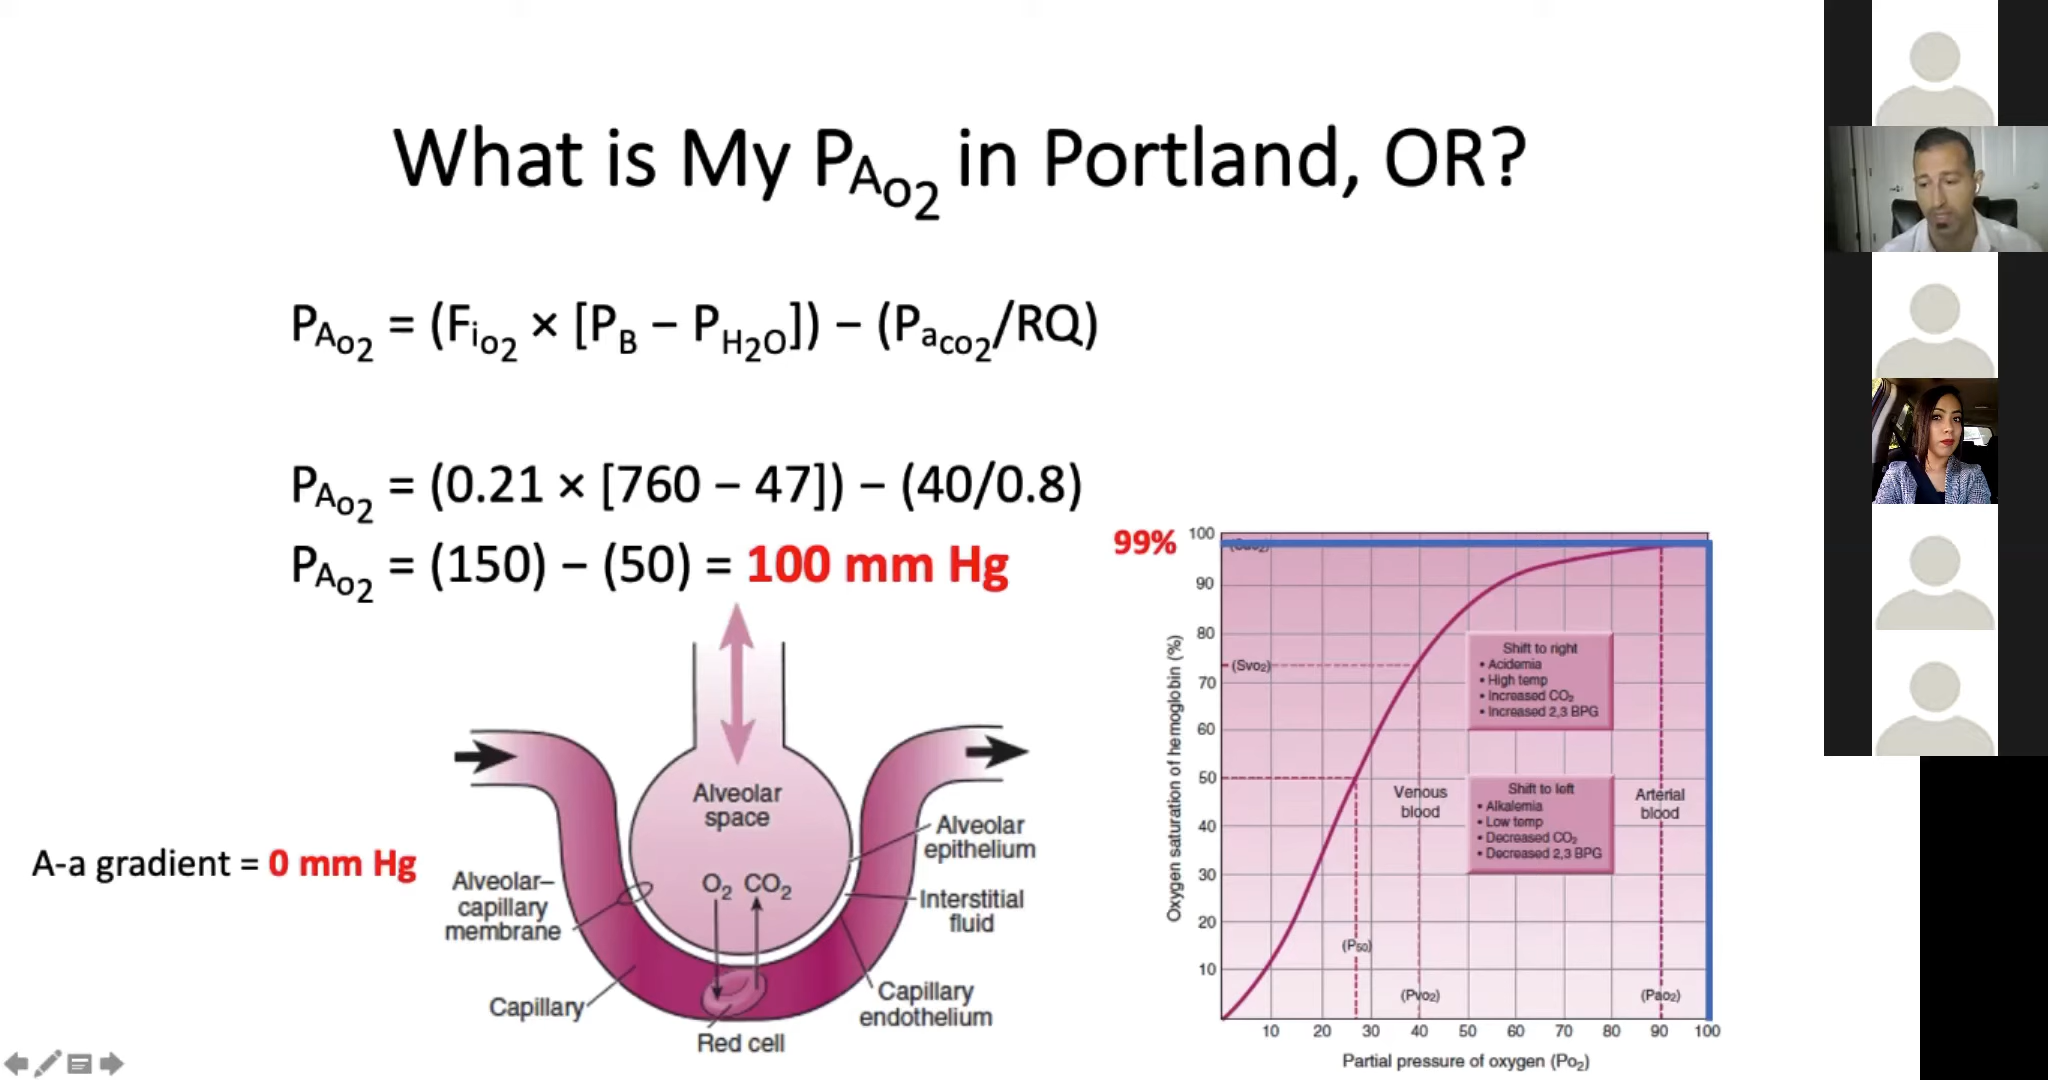 What is My PAo2 in Portland, OR?
PAo2 = (Fio2 × [PB − PH2O]) − (Paco2/RQ)
PAo2 = (0.21 × [760 − 47]) − (40/0.8)
PAo2 = (150) − (50) = 100 mm Hg
A-a gradient = 0 mm Hg
Alveolar
space
O2 CO2
Alveolar–
capillary
membrane
Capillary
Red cell
Alveolar
epithelium
Interstitial
fluid
Capillary
endothelium
99%
Oxygen saturation of hemoglobin (%)
100
90
80
70
60
50
40
30
20
10
(Svo2)
Shift to right
• Acidemia
• High temp
• Increased CO2
• Increased 2,3 BPG
Venous
blood
Shift to left
• Alkalemia
• Low temp
• Decreased CO2
• Decreased 2,3 BPG
Arterial
blood
(P50)
(Pvo2)
(Pao2)
10 20 30 40 50 60 70 80 90 100
Partial pressure of oxygen (Po2)